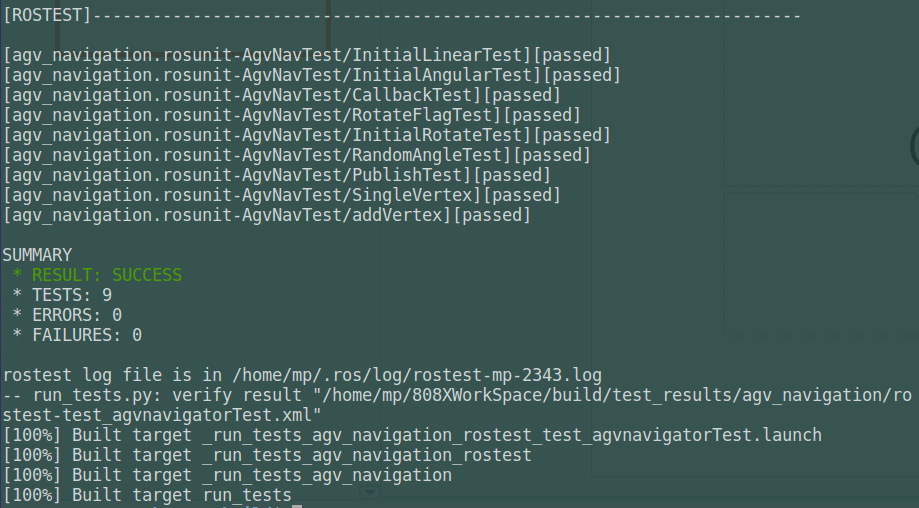 [ROSTEST]-----------------------------------------------------------------------
[agv_navigation.rosunit-AgvNavTest/InitialLinearTest][passed]
[agv_navigation.rosunit-AgvNavTest/InitialAngularTest][passed]
[agv_navigation.rosunit-AgvNavTest/CallbackTest][passed]
[agv_navigation.rosunit-AgvNavTest/RotateFlagTest][passed]
[agv_navigation.rosunit-AgvNavTest/InitialRotateTest][passed]
[agv_navigation.rosunit-AgvNavTest/RandomAngleTest][passed]
[agv_navigation.rosunit-AgvNavTest/PublishTest][passed]
[agv_navigation.rosunit-AgvNavTest/SingleVertex][passed]
[agv_navigation.rosunit-AgvNavTest/addVertex][passed]
SUMMARY
* RESULT: SUCCESS
* TESTS: 9
* ERRORS: 0
* FAILURES: 0
rostest log file is in /home/mp/.ros/log/rostest-mp-2343.log
-- run_tests.py: verify result "/home/mp/808XWorkSpace/build/test_results/agv_navigation/ro
stest-test_agvnavigatorTest.xml"
[100%] Built target _run_tests_agv_navigation_rostest_test_agvnavigatorTest.launch
[100%] Built target _run_tests_agv_navigation_rostest
[100%] Built target _run_tests_agv_navigation
[100%] Built target run_tests